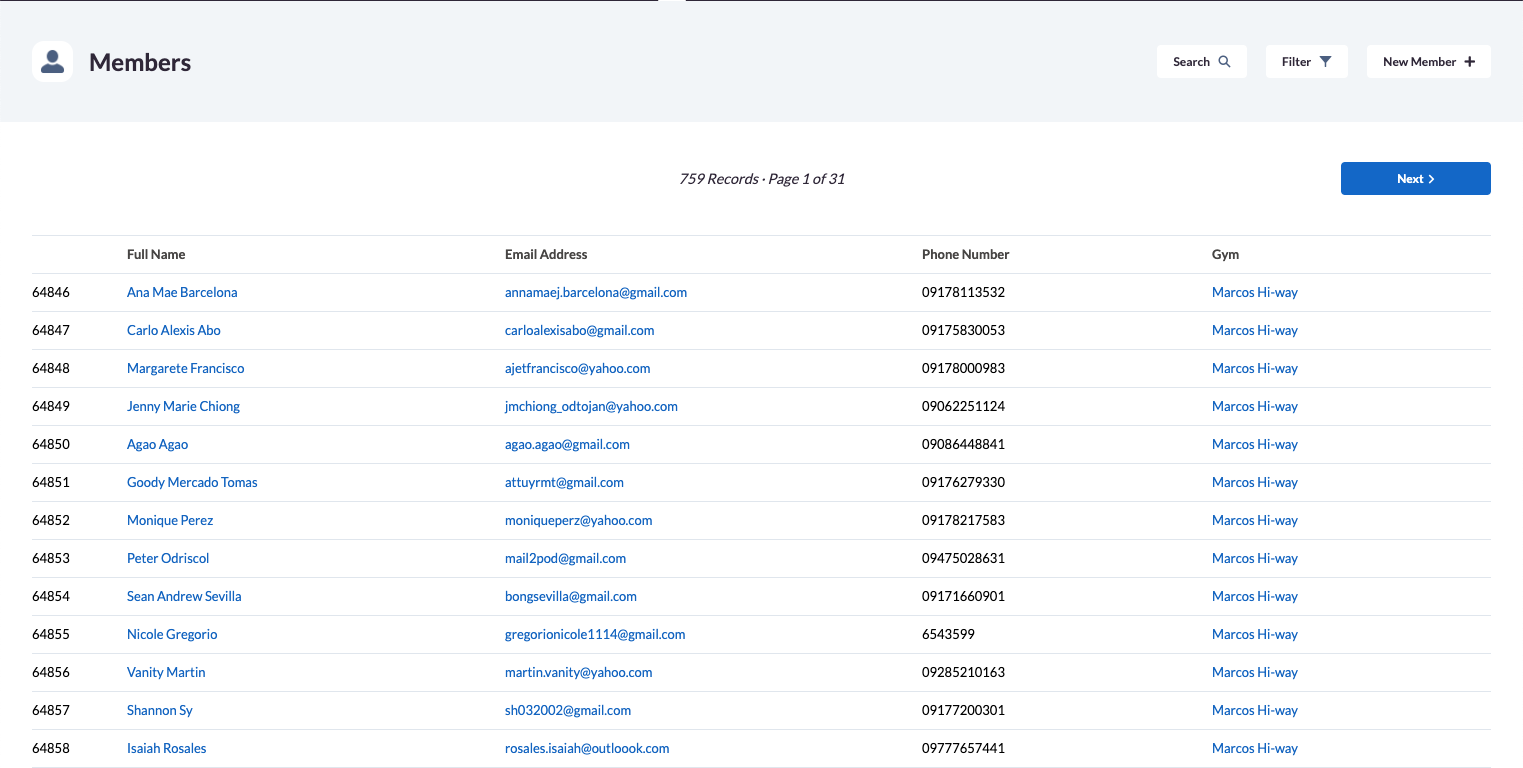 Members
Search
Filter
New Member
759 Records · Page 1 of 31
Next
Full Name Email Address Phone Number Gym
64846 Ana Mae Barcelona annamaej.barcelona@gmail.com 09178113532 Marcos Hi-way
64847 Carlo Alexis Abo carloalexisabo@gmail.com 09175830053 Marcos Hi-way
64848 Margarete Francisco ajetfrancisco@yahoo.com 09178000983 Marcos Hi-way
64849 Jenny Marie Chiong jmchiong_odtojan@yahoo.com 09062251124 Marcos Hi-way
64850 Agao Agao agao.agao@gmail.com 09086448841 Marcos Hi-way
64851 Goody Mercado Tomas attuyrmt@gmail.com 09176279330 Marcos Hi-way
64852 Monique Perez moniqueperz@yahoo.com 09178217583 Marcos Hi-way
64853 Peter Odriscol mail2pod@gmail.com 09475028631 Marcos Hi-way
64854 Sean Andrew Sevilla bongsevilla@gmail.com 09171660901 Marcos Hi-way
64855 Nicole Gregorio gregorionicole1114@gmail.com 6543599 Marcos Hi-way
64856 Vanity Martin martin.vanity@yahoo.com 09285210163 Marcos Hi-way
64857 Shannon Sy sh032002@gmail.com 09177200301 Marcos Hi-way
64858 Isaiah Rosales rosales.isaiah@outloook.com 09777657441 Marcos Hi-way